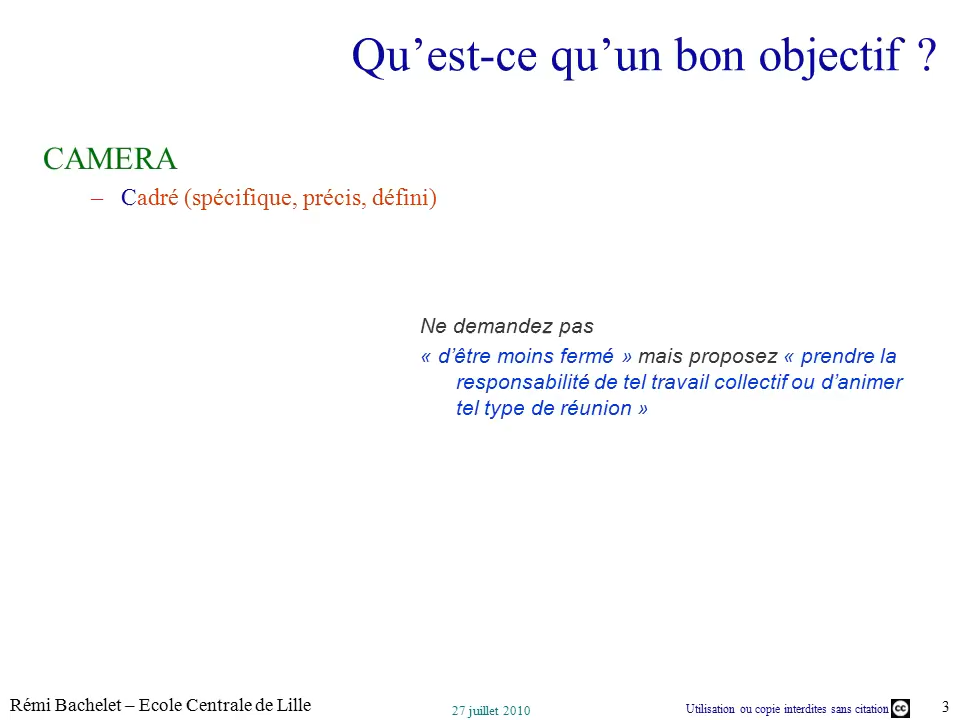 Qu’est-ce qu’un bon objectif ?
CAMERA
– Cadré (spécifique, précis, défini)
Ne demandez pas
« d’être moins fermé » mais proposez « prendre la
responsabilité de tel travail collectif ou d’animer
tel type de réunion »
Rémi Bachelet – Ecole Centrale de Lille
27 juillet 2010
Utilisation ou copie interdites sans citation
cc
3